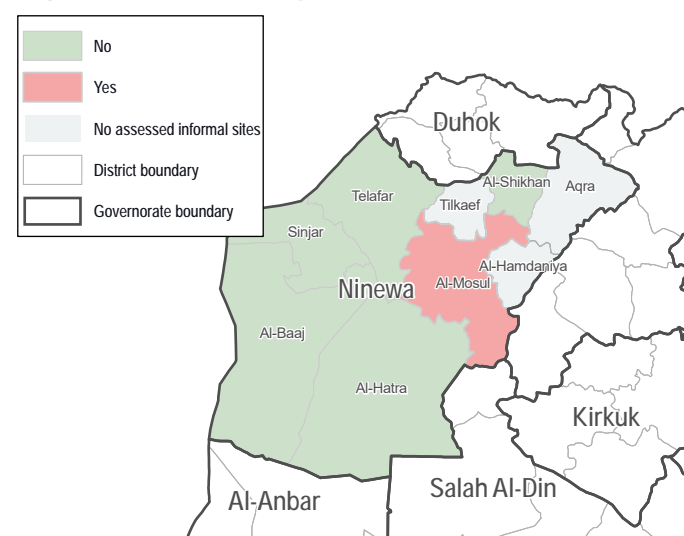 No
Yes
No assessed informal sites
District boundary
Governorate boundary
Duhok
Al-Shikhan
Aqra
Telafar
Tilkaef
Sinjar
Al-Hamdaniya
Ninewa
Al-Mosul
Al-Baaj
Al-Hatra
Kirkuk
Al-Anbar
Salah Al-Din